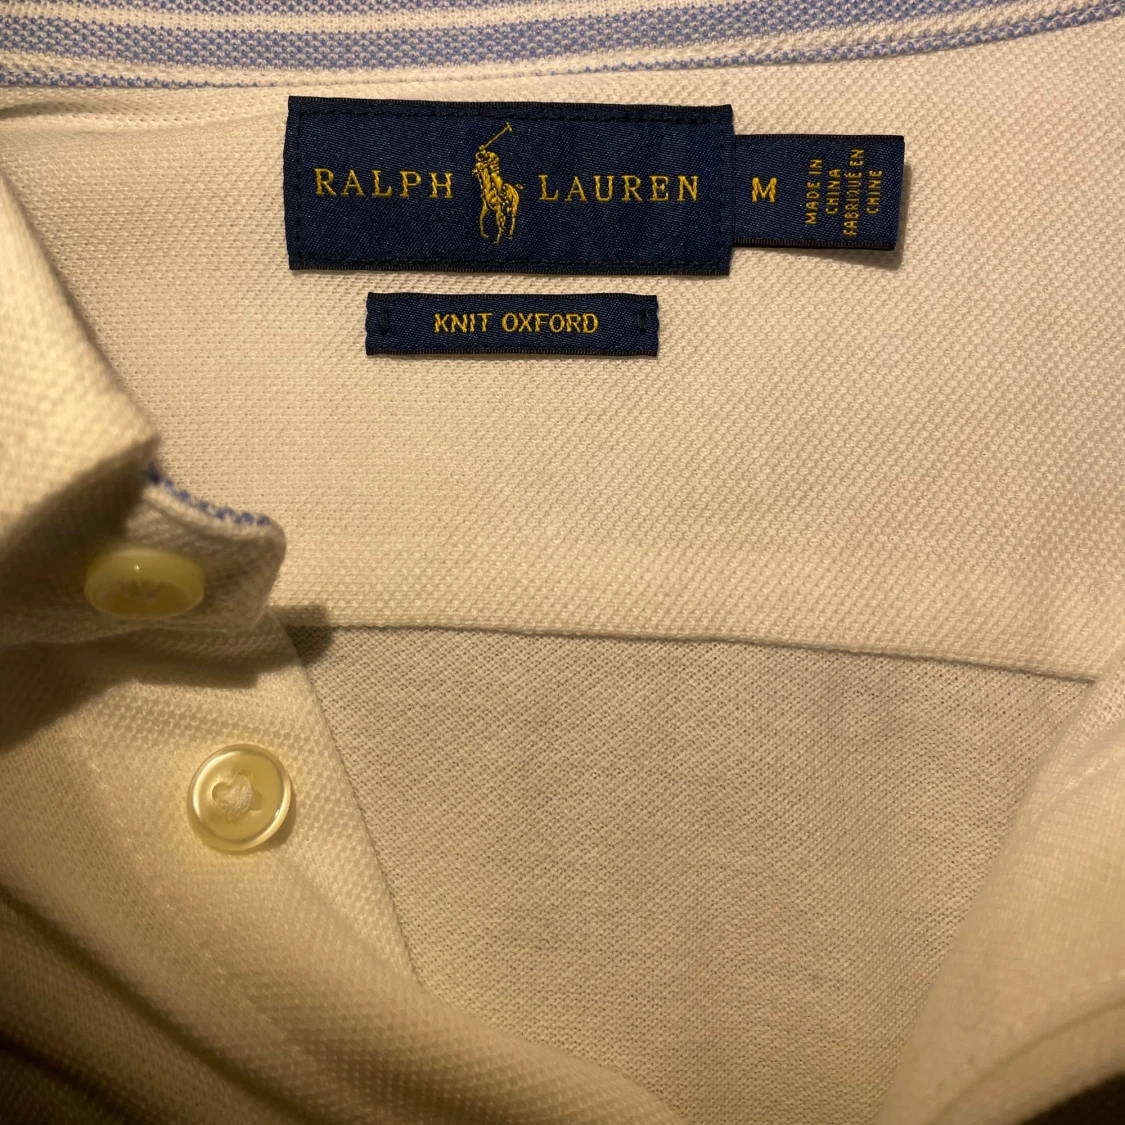 RALPH LAUREN
M
MADE IN
CHINA
FABRIQUÉ EN
CHINE
KNIT OXFORD